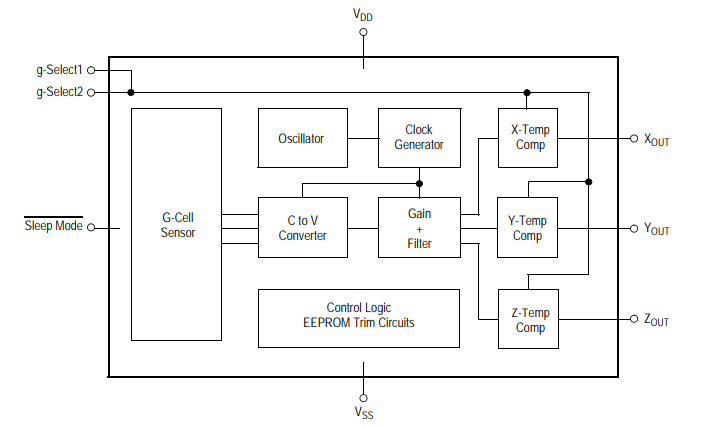 VDD
g-Select1
g-Select2
Oscillator
Clock
Generator
X-Temp
Comp
XOUT
Sleep Mode
G-Cell
Sensor
C to V
Converter
Gain
+
Filter
Y-Temp
Comp
YOUT
Control Logic
EEPROM Trim Circuits
Z-Temp
Comp
ZOUT
VSS